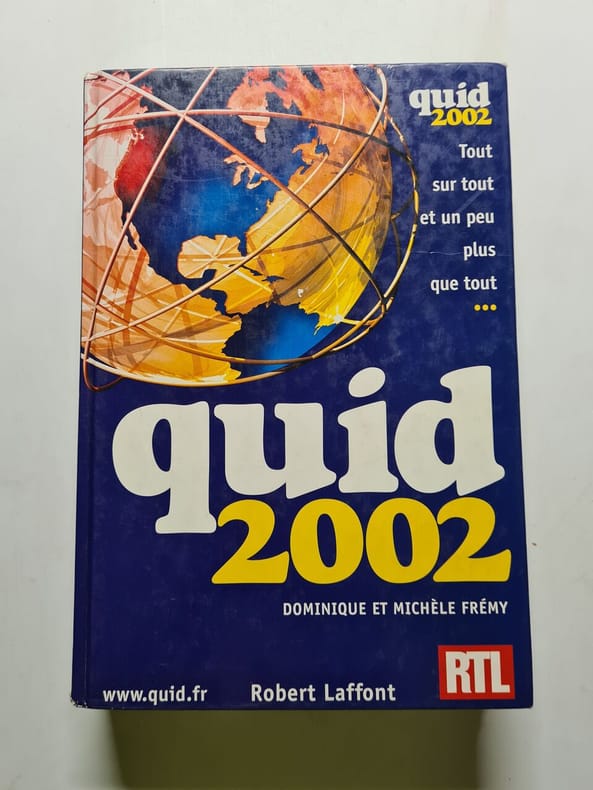 quid
2002
Tout
sur tout
et un peu
plus
que tout
...
quid
2002
DOMINIQUE ET MICHÈLE FRÉMY
www.quid.fr Robert Laffont RTL